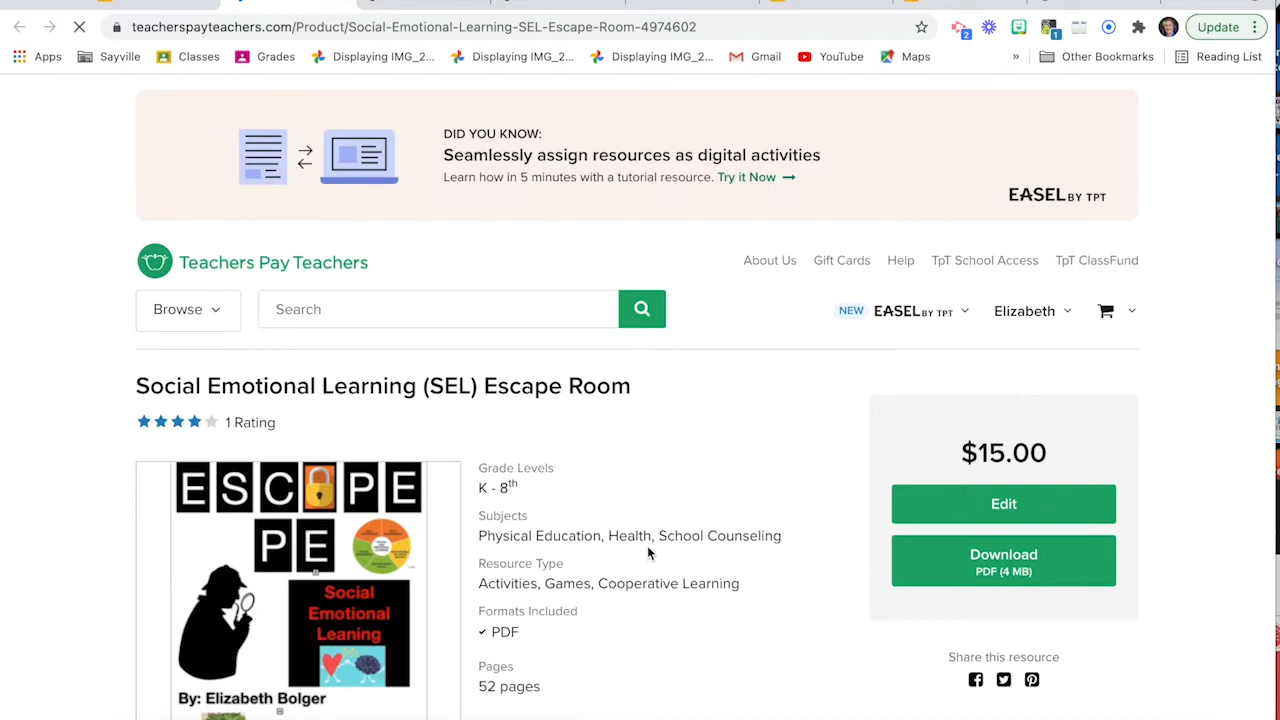 teacherspayteachers.com/Product/Social-Emotional-Learning-SEL-Escape-Room-4974602
2
1
Update
Apps
Sayville
Classes
Grades
Displaying IMG_2...
Displaying IMG_2...
Displaying IMG_2...
Gmail
YouTube
Maps
»
Other Bookmarks
Reading List
DID YOU KNOW:
Seamlessly assign resources as digital activities
Learn how in 5 minutes with a tutorial resource. Try it Now →
EASEL BY TPT
Teachers Pay Teachers
About Us
Gift Cards
Help
TpT School Access
TpT ClassFund
Browse
Search
NEW EASEL BY TPT
Elizabeth
Social Emotional Learning (SEL) Escape Room
1 Rating
ESC PE
PE
Social
Emotional
Leaning
By: Elizabeth Bolger
Grade Levels
K - 8th
Subjects
Physical Education, Health, School Counseling
Resource Type
Activities, Games, Cooperative Learning
Formats Included
PDF
Pages
52 pages
$15.00
Edit
Download
PDF (4 MB)
Share this resource